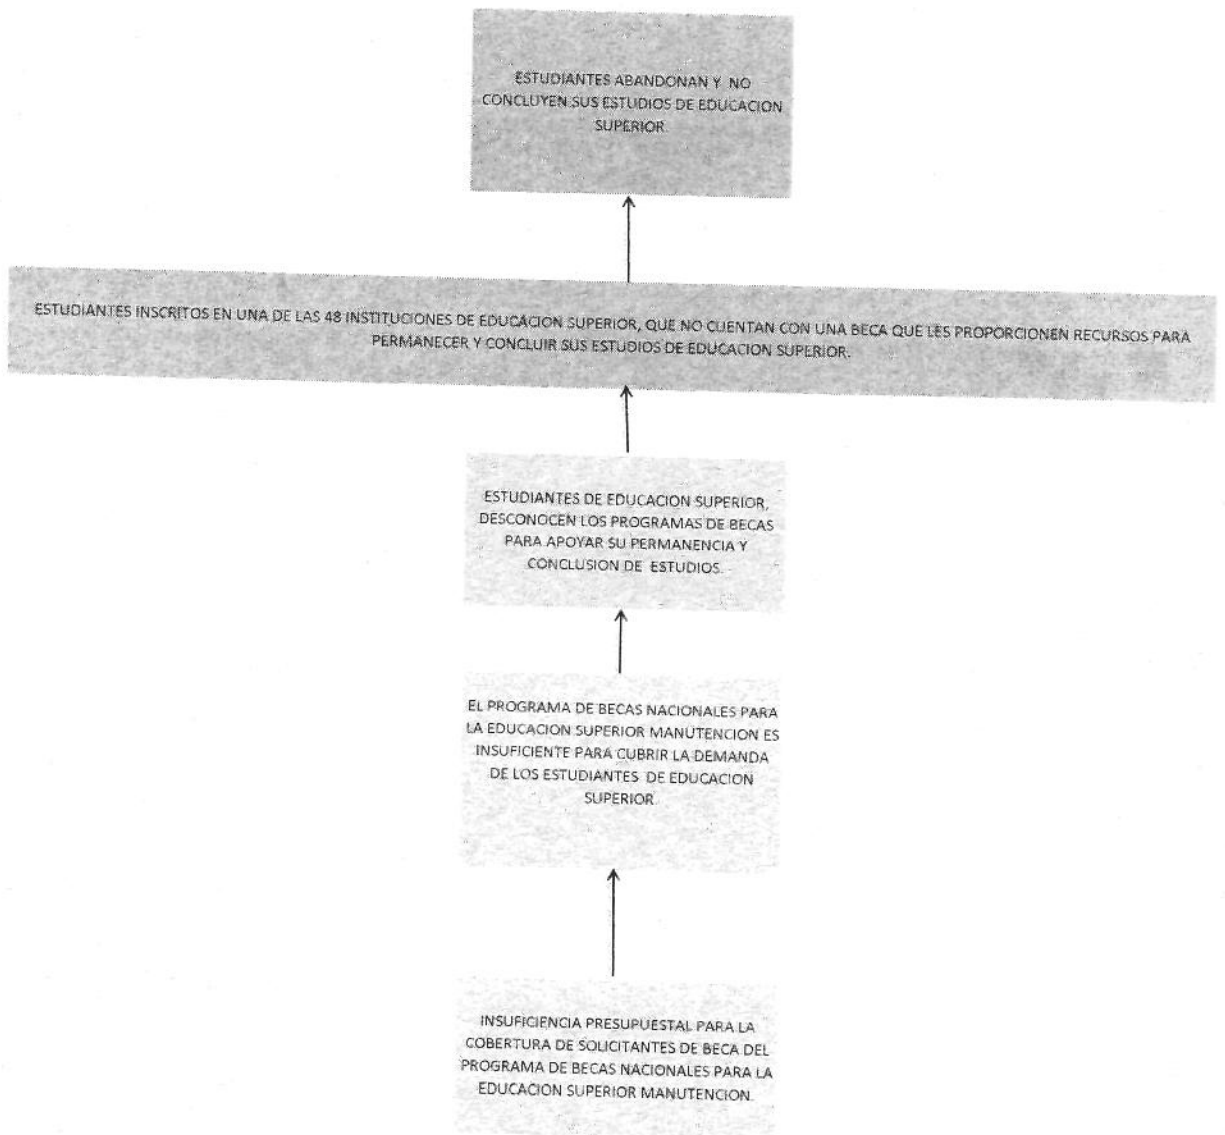 ESTUDIANTES ABANDONAN Y NO
CONCLUYEN SUS ESTUDIOS DE EDUCACION
SUPERIOR.
ESTUDIANTES INSCRITOS EN UNA DE LAS 48 INSTITUCIONES DE EDUCACION SUPERIOR, QUE NO CUENTAN CON UNA BECA QUE LES PROPORCIONEN RECURSOS PARA
PERMANECER Y CONCLUIR SUS ESTUDIOS DE EDUCACION SUPERIOR.
ESTUDIANTES DE EDUCACION SUPERIOR,
DESCONOCEN LOS PROGRAMAS DE BECAS
PARA APOYAR SU PERMANENCIA Y
CONCLUSION DE ESTUDIOS.
EL PROGRAMA DE BECAS NACIONALES PARA
LA EDUCACION SUPERIOR MANUTENCION ES
INSUFICIENTE PARA CUBRIR LA DEMANDA
DE LOS ESTUDIANTES DE EDUCACION
SUPERIOR.
INSUFICIENCIA PRESUPUESTAL PARA LA
COBERTURA DE SOLICITANTES DE BECA DEL
PROGRAMA DE BECAS NACIONALES PARA LA
EDUCACION SUPERIOR MANUTENCION.